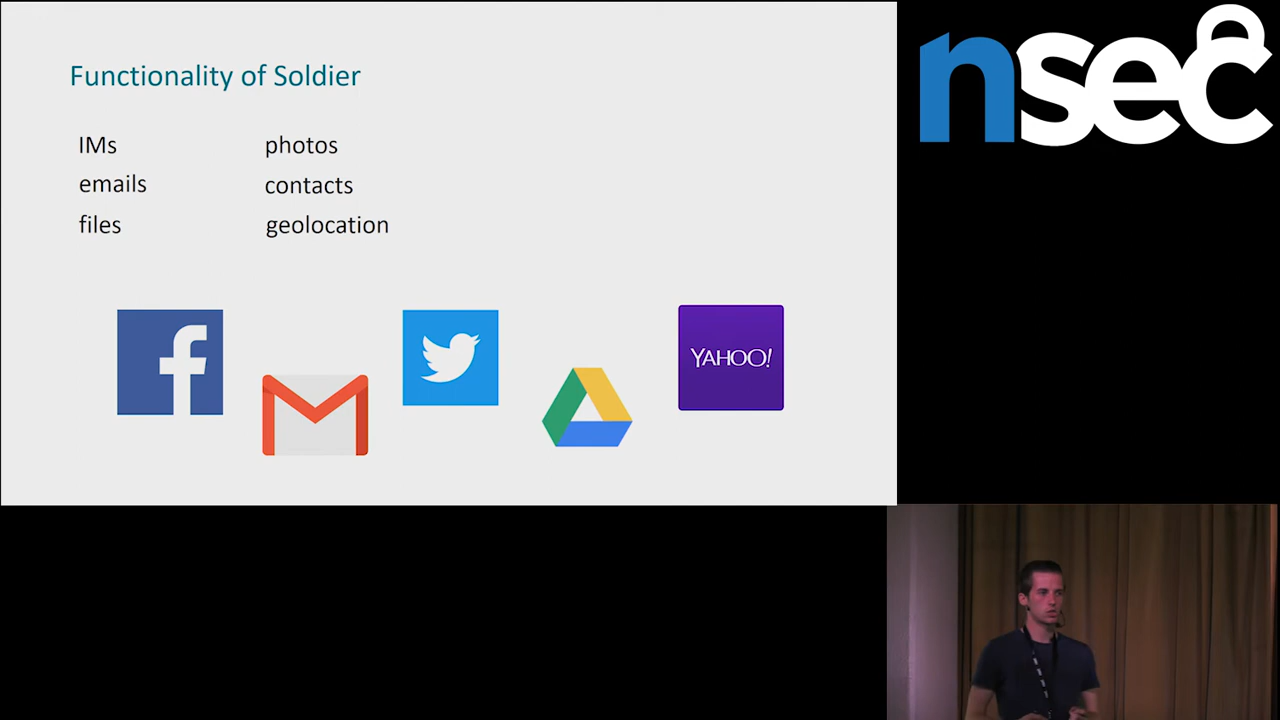 Functionality of Soldier
IMs
emails
files
photos
contacts
geolocation
YAHOO!
nsec